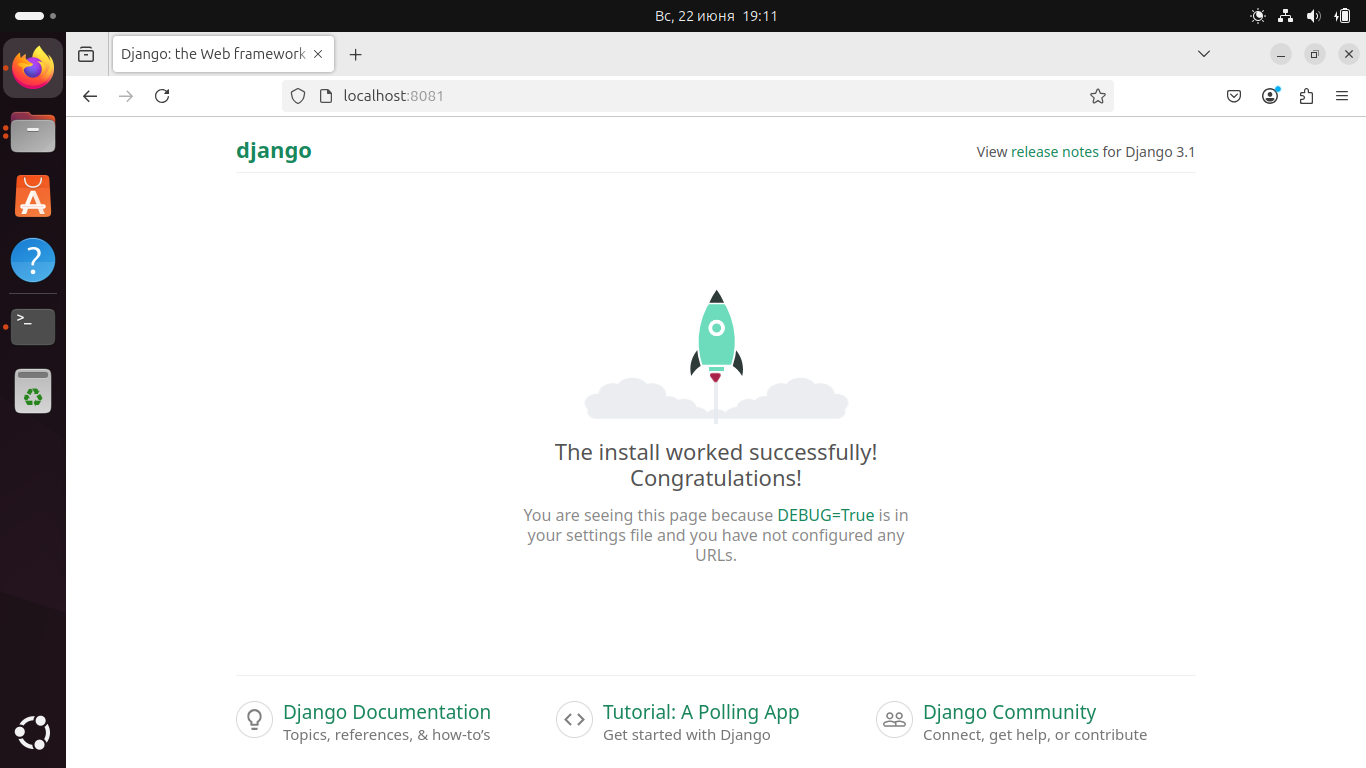 Вс, 22 июня 19:11
Django: the Web framework
localhost:8081
django
View release notes for Django 3.1
The install worked successfully!
Congratulations!
You are seeing this page because DEBUG=True is in
your settings file and you have not configured any
URLs.
Django Documentation
Topics, references, & how-to’s
Tutorial: A Polling App
Get started with Django
Django Community
Connect, get help, or contribute